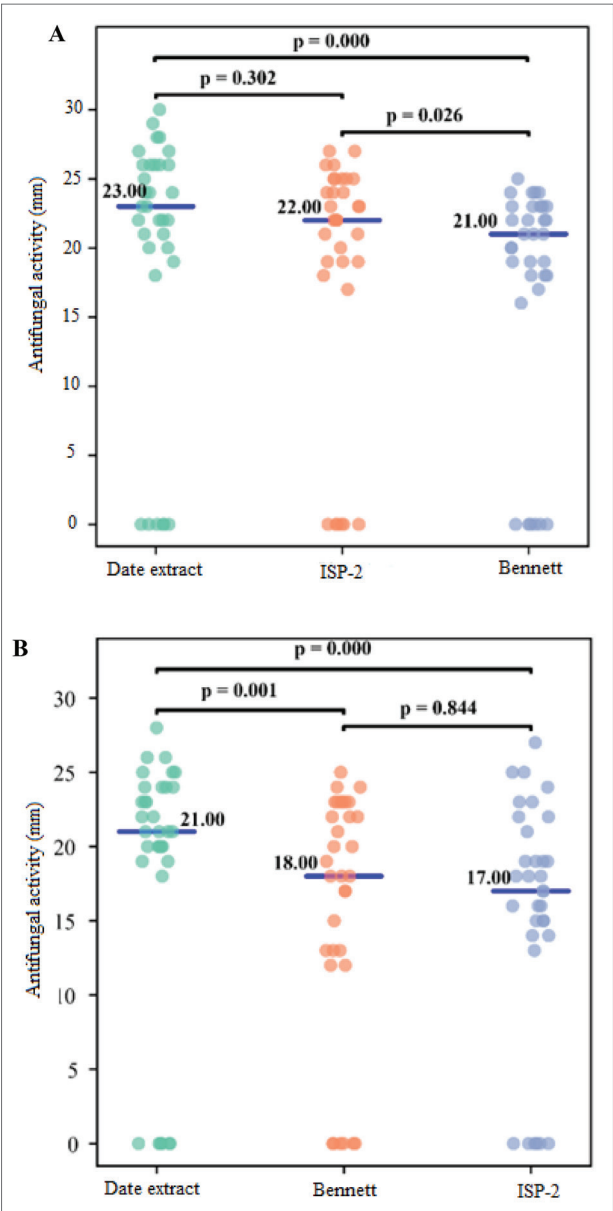 A
p = 0.000
p = 0.302
p = 0.026
30
25
20
15
10
5
0
Antifungal activity (mm)
23.00
22.00
21.00
Date extract
ISP-2
Bennett
B
p = 0.000
p = 0.001
p = 0.844
30
25
20
15
10
5
0
Antifungal activity (mm)
21.00
18.00
17.00
Date extract
Bennett
ISP-2